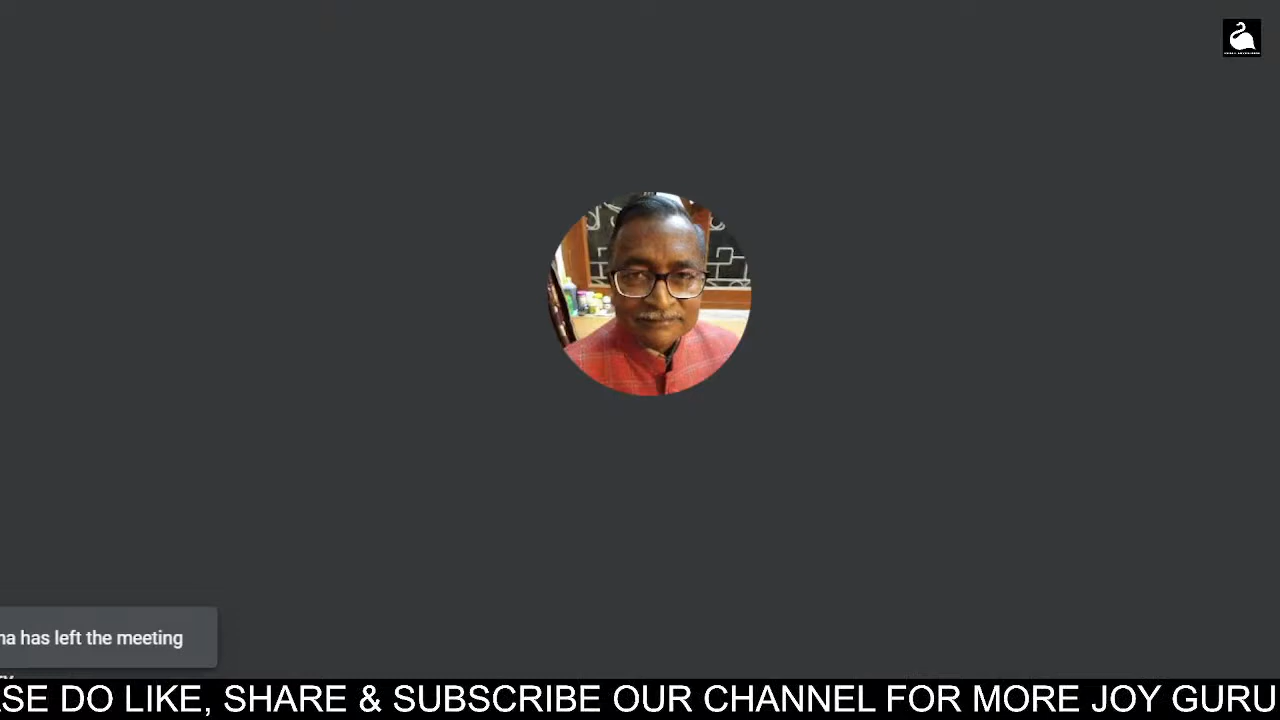 na has left the meeting
SE DO LIKE, SHARE & SUBSCRIBE OUR CHANNEL FOR MORE JOY GURU